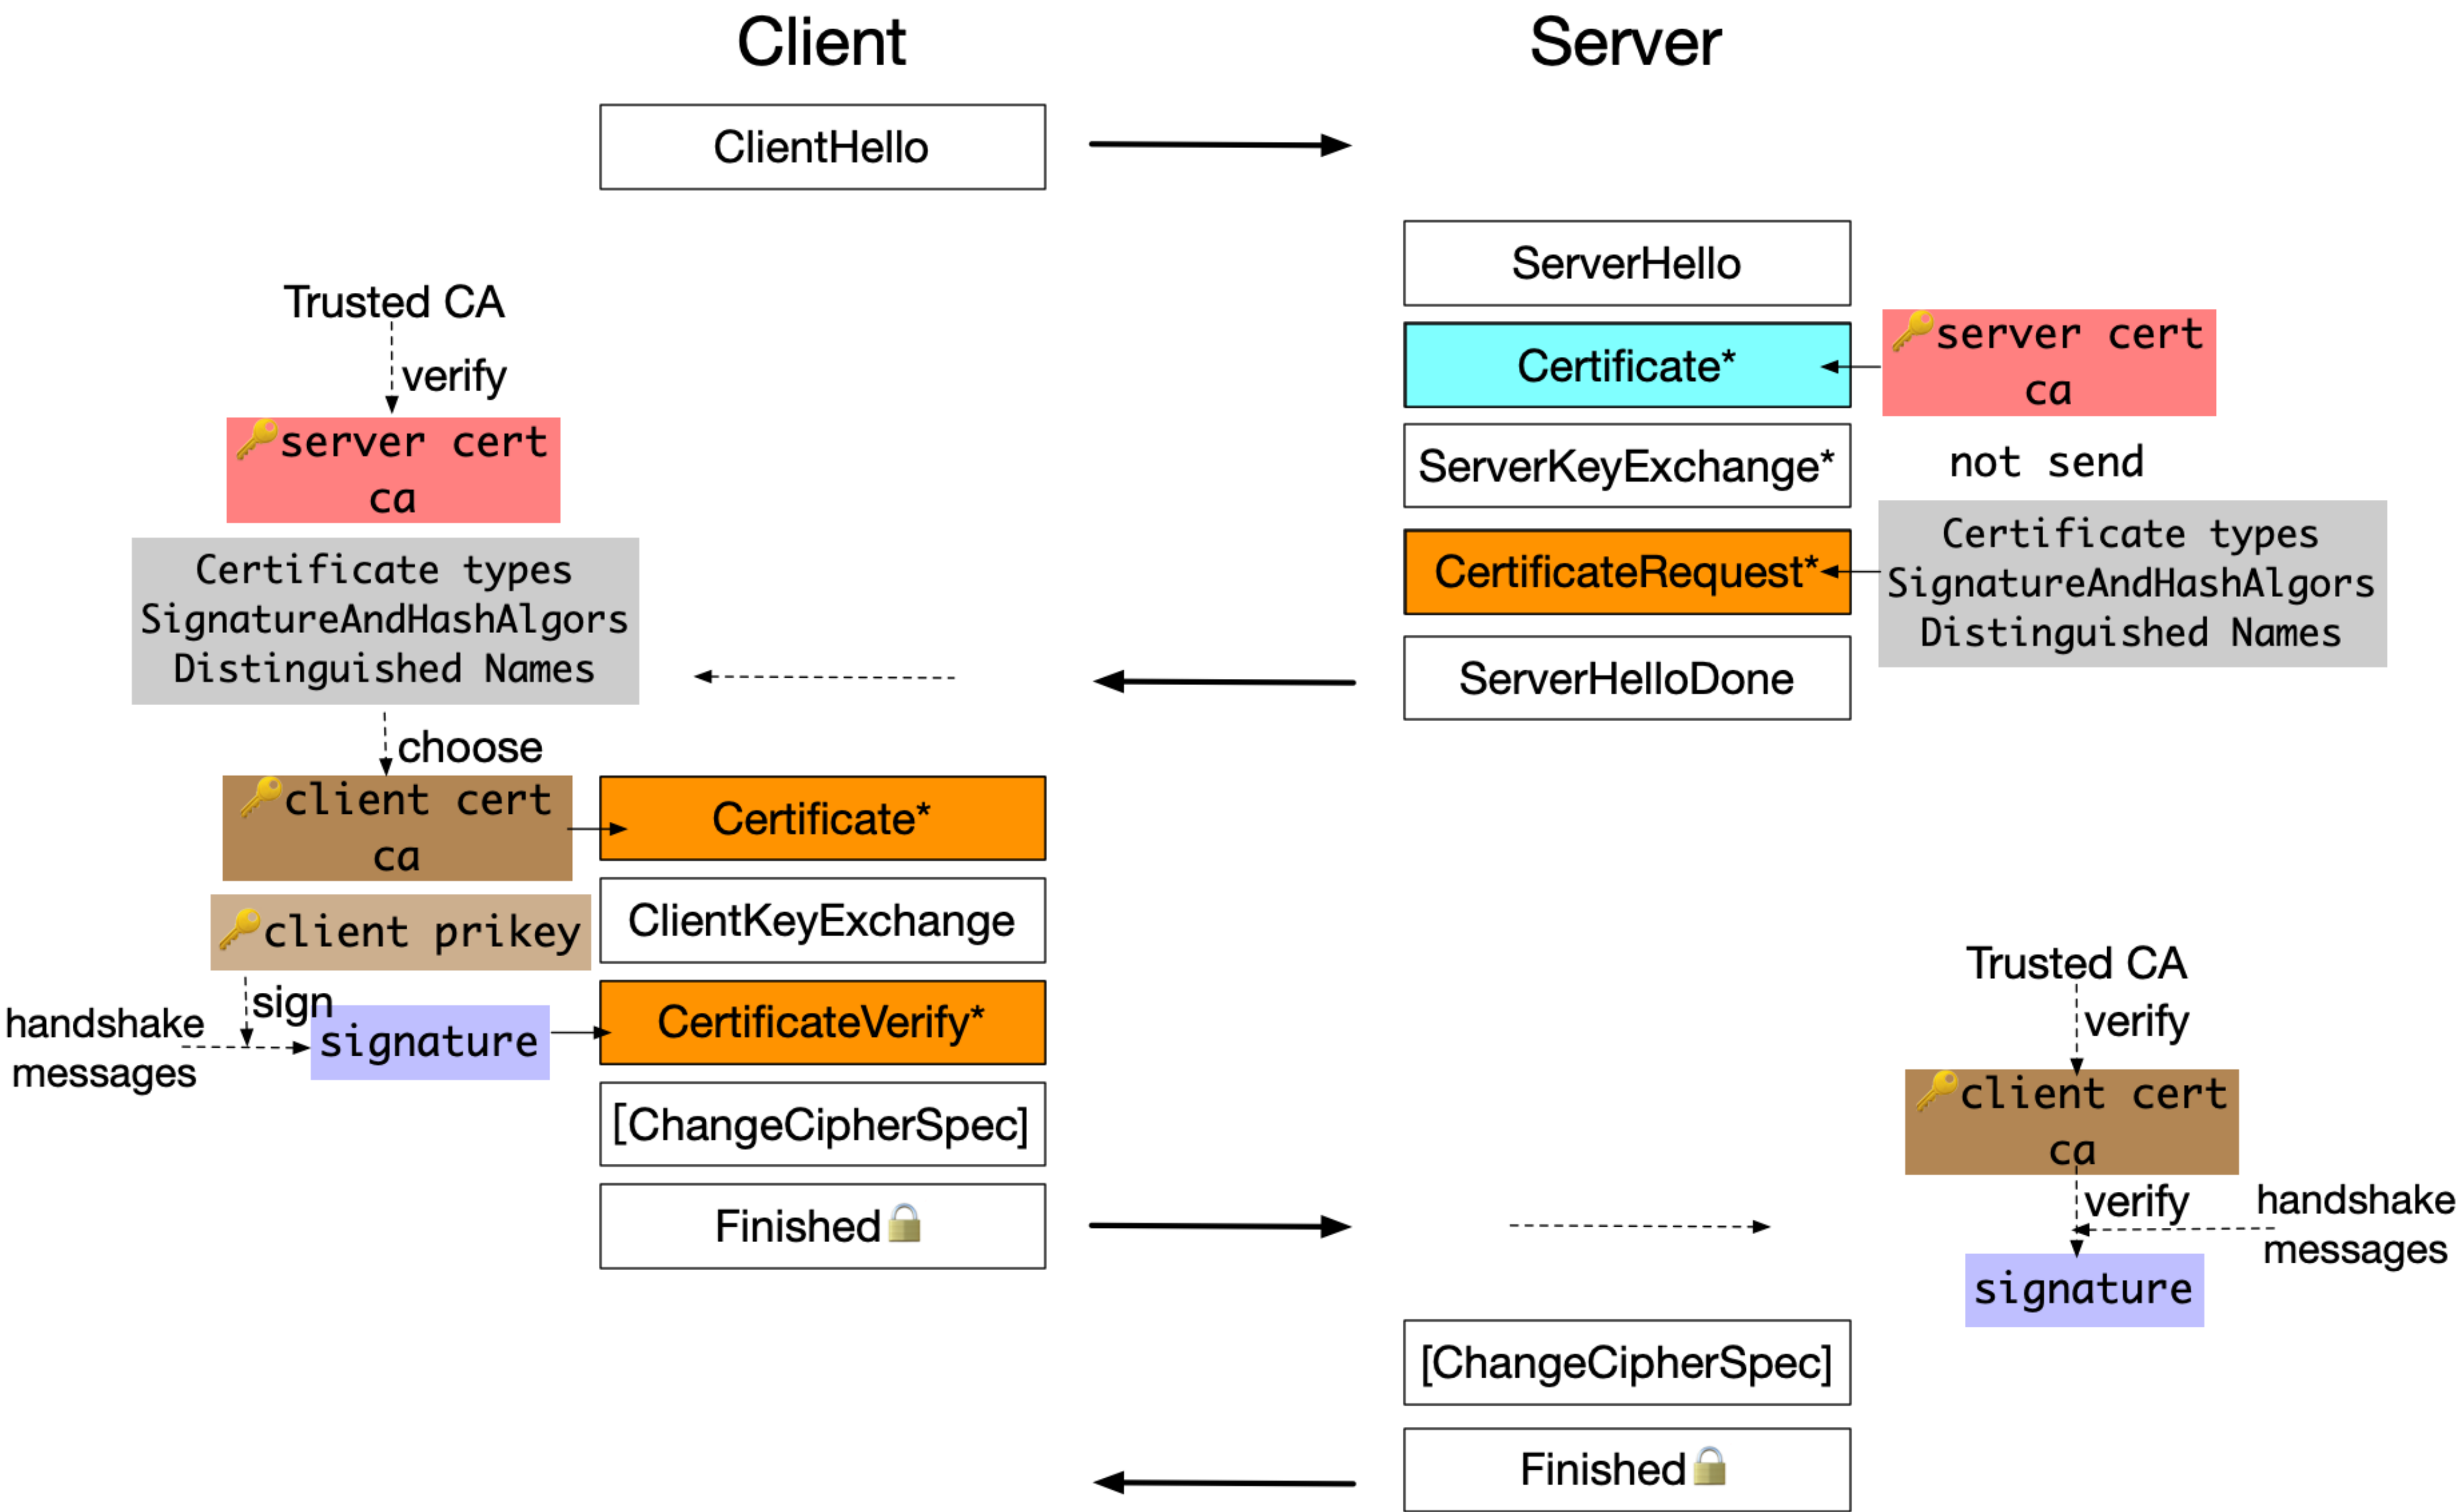 Client
Server
ClientHello
ServerHello
Trusted CA
verify
server cert
ca
Certificate*
server cert
ca
ServerKeyExchange*
not send
Certificate types
SignatureAndHashAlgors
Distinguished Names
CertificateRequest*
Certificate types
SignatureAndHashAlgors
Distinguished Names
ServerHelloDone
choose
client cert
ca
Certificate*
client prikey
ClientKeyExchange
sign
handshake
messages
signature
CertificateVerify*
[ChangeCipherSpec]
Finished
Trusted CA
verify
client cert
ca
verify
handshake
messages
signature
[ChangeCipherSpec]
Finished